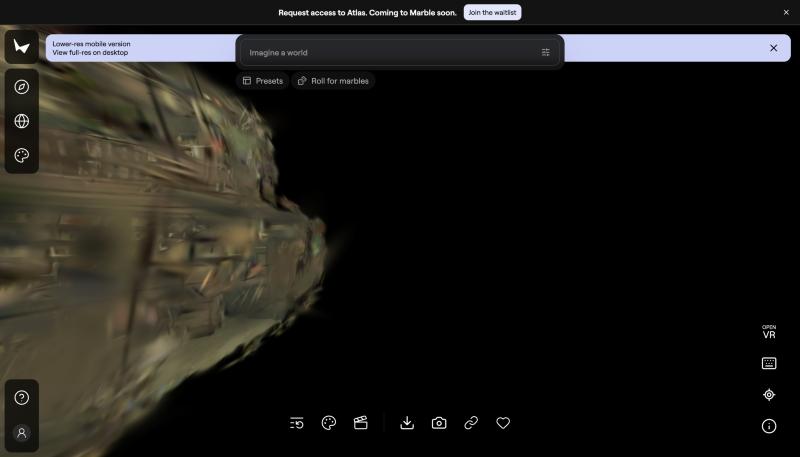 Request access to Atlas. Coming to Marble soon. Join the waitlist
Lower-res mobile version
View full-res on desktop
Imagine a world
Presets Roll for marbles
OPEN
VR